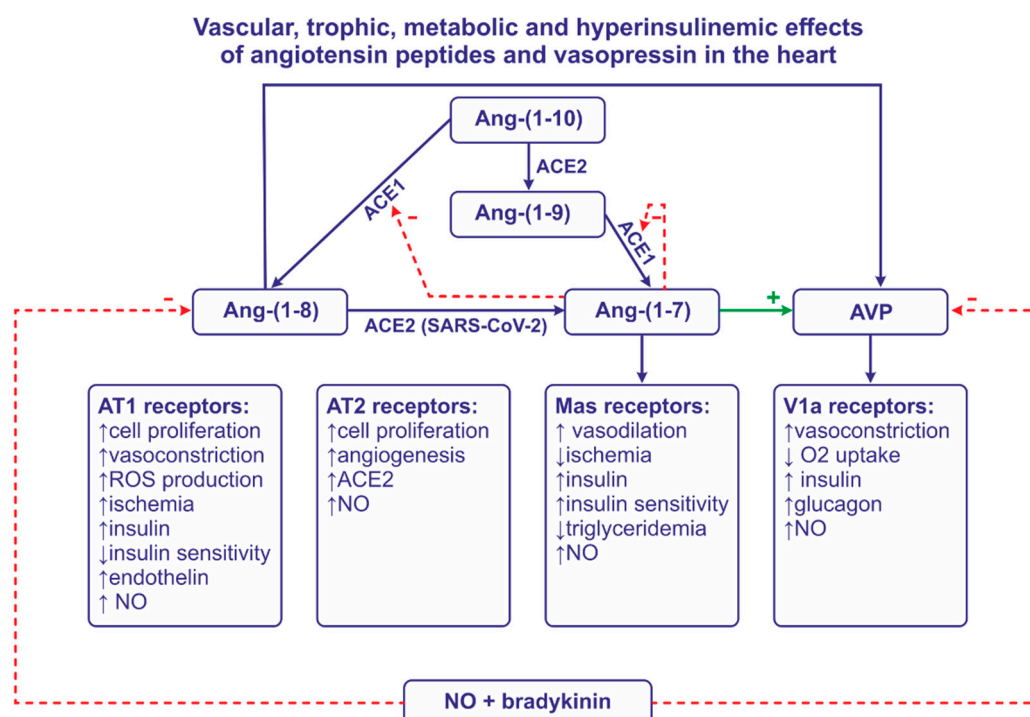 Vascular, trophic, metabolic and hyperinsulinemic effects
of angiotensin peptides and vasopressin in the heart
Ang-(1-10)
ACE2
ACE1
Ang-(1-9)
-
-
ACE1
-
Ang-(1-8)
ACE2 (SARS-CoV-2)
Ang-(1-7)
+
AVP
-
AT1 receptors:
↑cell proliferation
↑vasoconstriction
↑ROS production
↑ischemia
↑insulin
↓insulin sensitivity
↑endothelin
↑ NO
AT2 receptors:
↑cell proliferation
↑angiogenesis
↑ACE2
↑NO
Mas receptors:
↑ vasodilation
↓ischemia
↑insulin
↑insulin sensitivity
↓triglyceridemia
↑NO
V1a receptors:
↑vasoconstriction
↓ O2 uptake
↑ insulin
↑glucagon
↑NO
NO + bradykinin